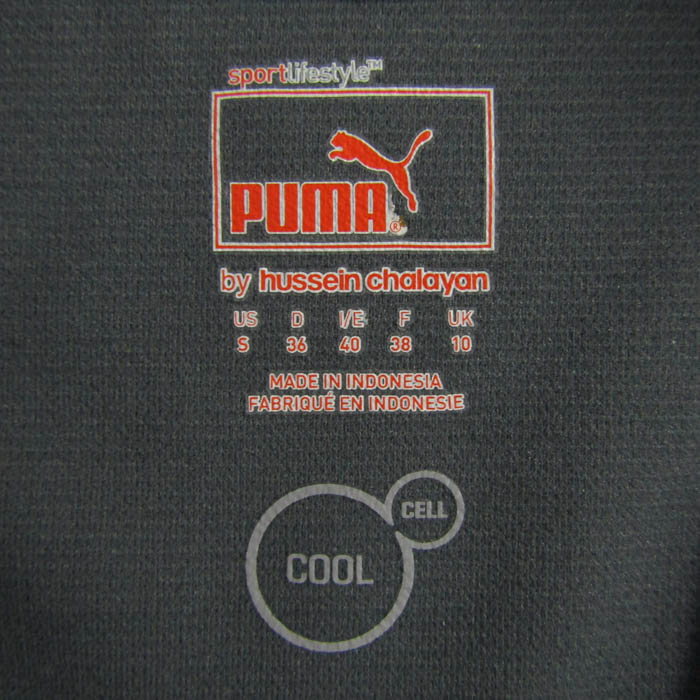 sportlifestyle™
PUMA®
by hussein chalayan
US D I/E F UK
S 36 40 38 10
MADE IN INDONESIA
FABRIQUÉ EN INDONESIE
CELL
COOL